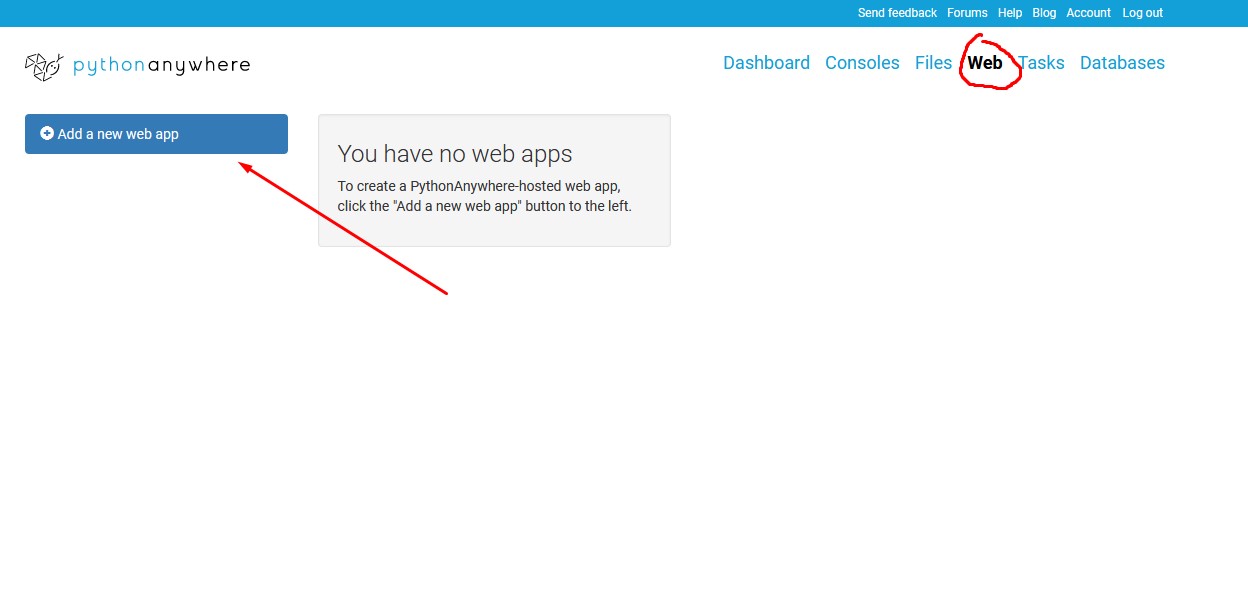 Send feedback Forums Help Blog Account Log out
pythonanywhere
Dashboard Consoles Files Web Tasks Databases
Add a new web app
You have no web apps
To create a PythonAnywhere-hosted web app,
click the "Add a new web app" button to the left.